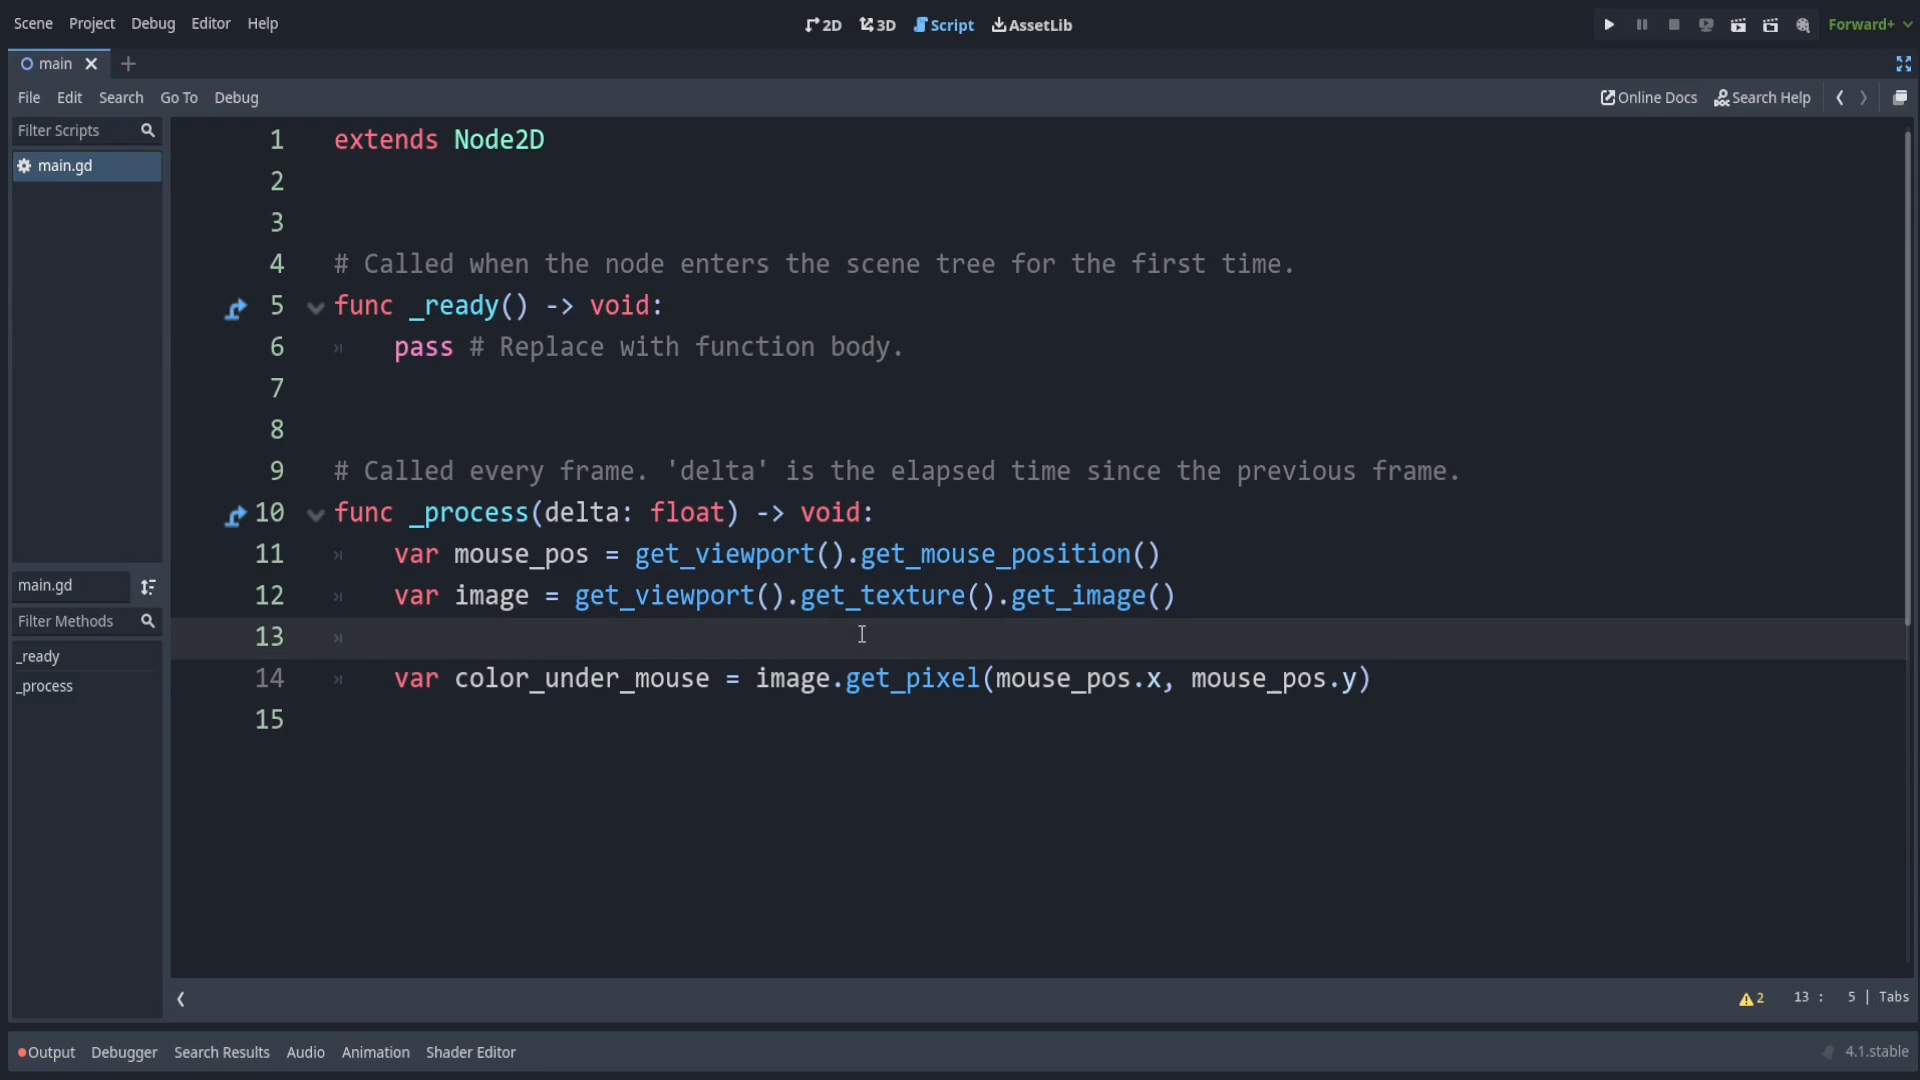 Scene Project Debug Editor Help 2D 3D Script AssetLib Forward+
main
File Edit Search Go To Debug Online Docs Search Help
Filter Scripts
main.gd
main.gd
Filter Methods
_ready
_process
1 extends Node2D
2
3
4 # Called when the node enters the scene tree for the first time.
5 func _ready() -> void:
6 pass # Replace with function body.
7
8
9 # Called every frame. 'delta' is the elapsed time since the previous frame.
10 func _process(delta: float) -> void:
11 var mouse_pos = get_viewport().get_mouse_position()
12 var image = get_viewport().get_texture().get_image()
13
14 var color_under_mouse = image.get_pixel(mouse_pos.x, mouse_pos.y)
15
2 13 : 5 | Tabs
Output Debugger Search Results Audio Animation Shader Editor 4.1.stable